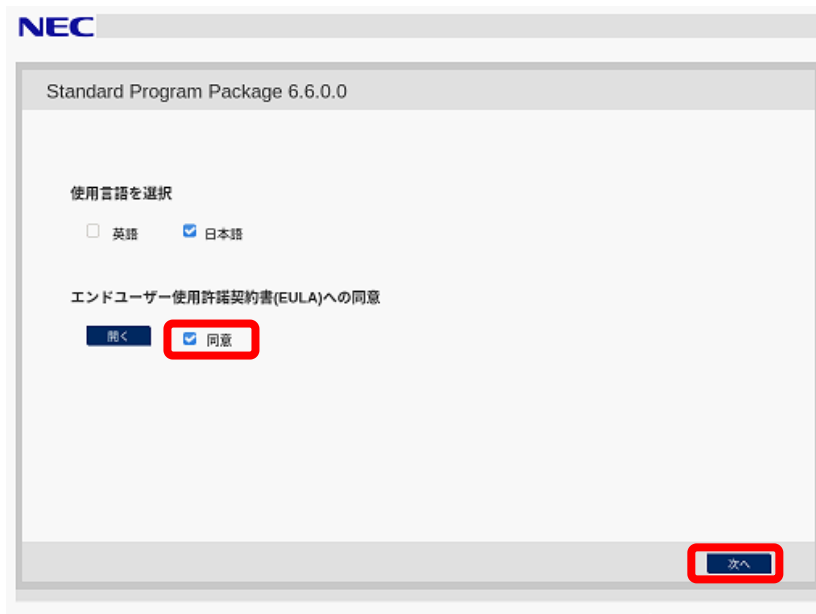 NEC
Standard Program Package 6.6.0.0
使用言語を選択
英語 日本語
エンドユーザー使用許諾契約書(EULA)への同意
開く 同意
次へ